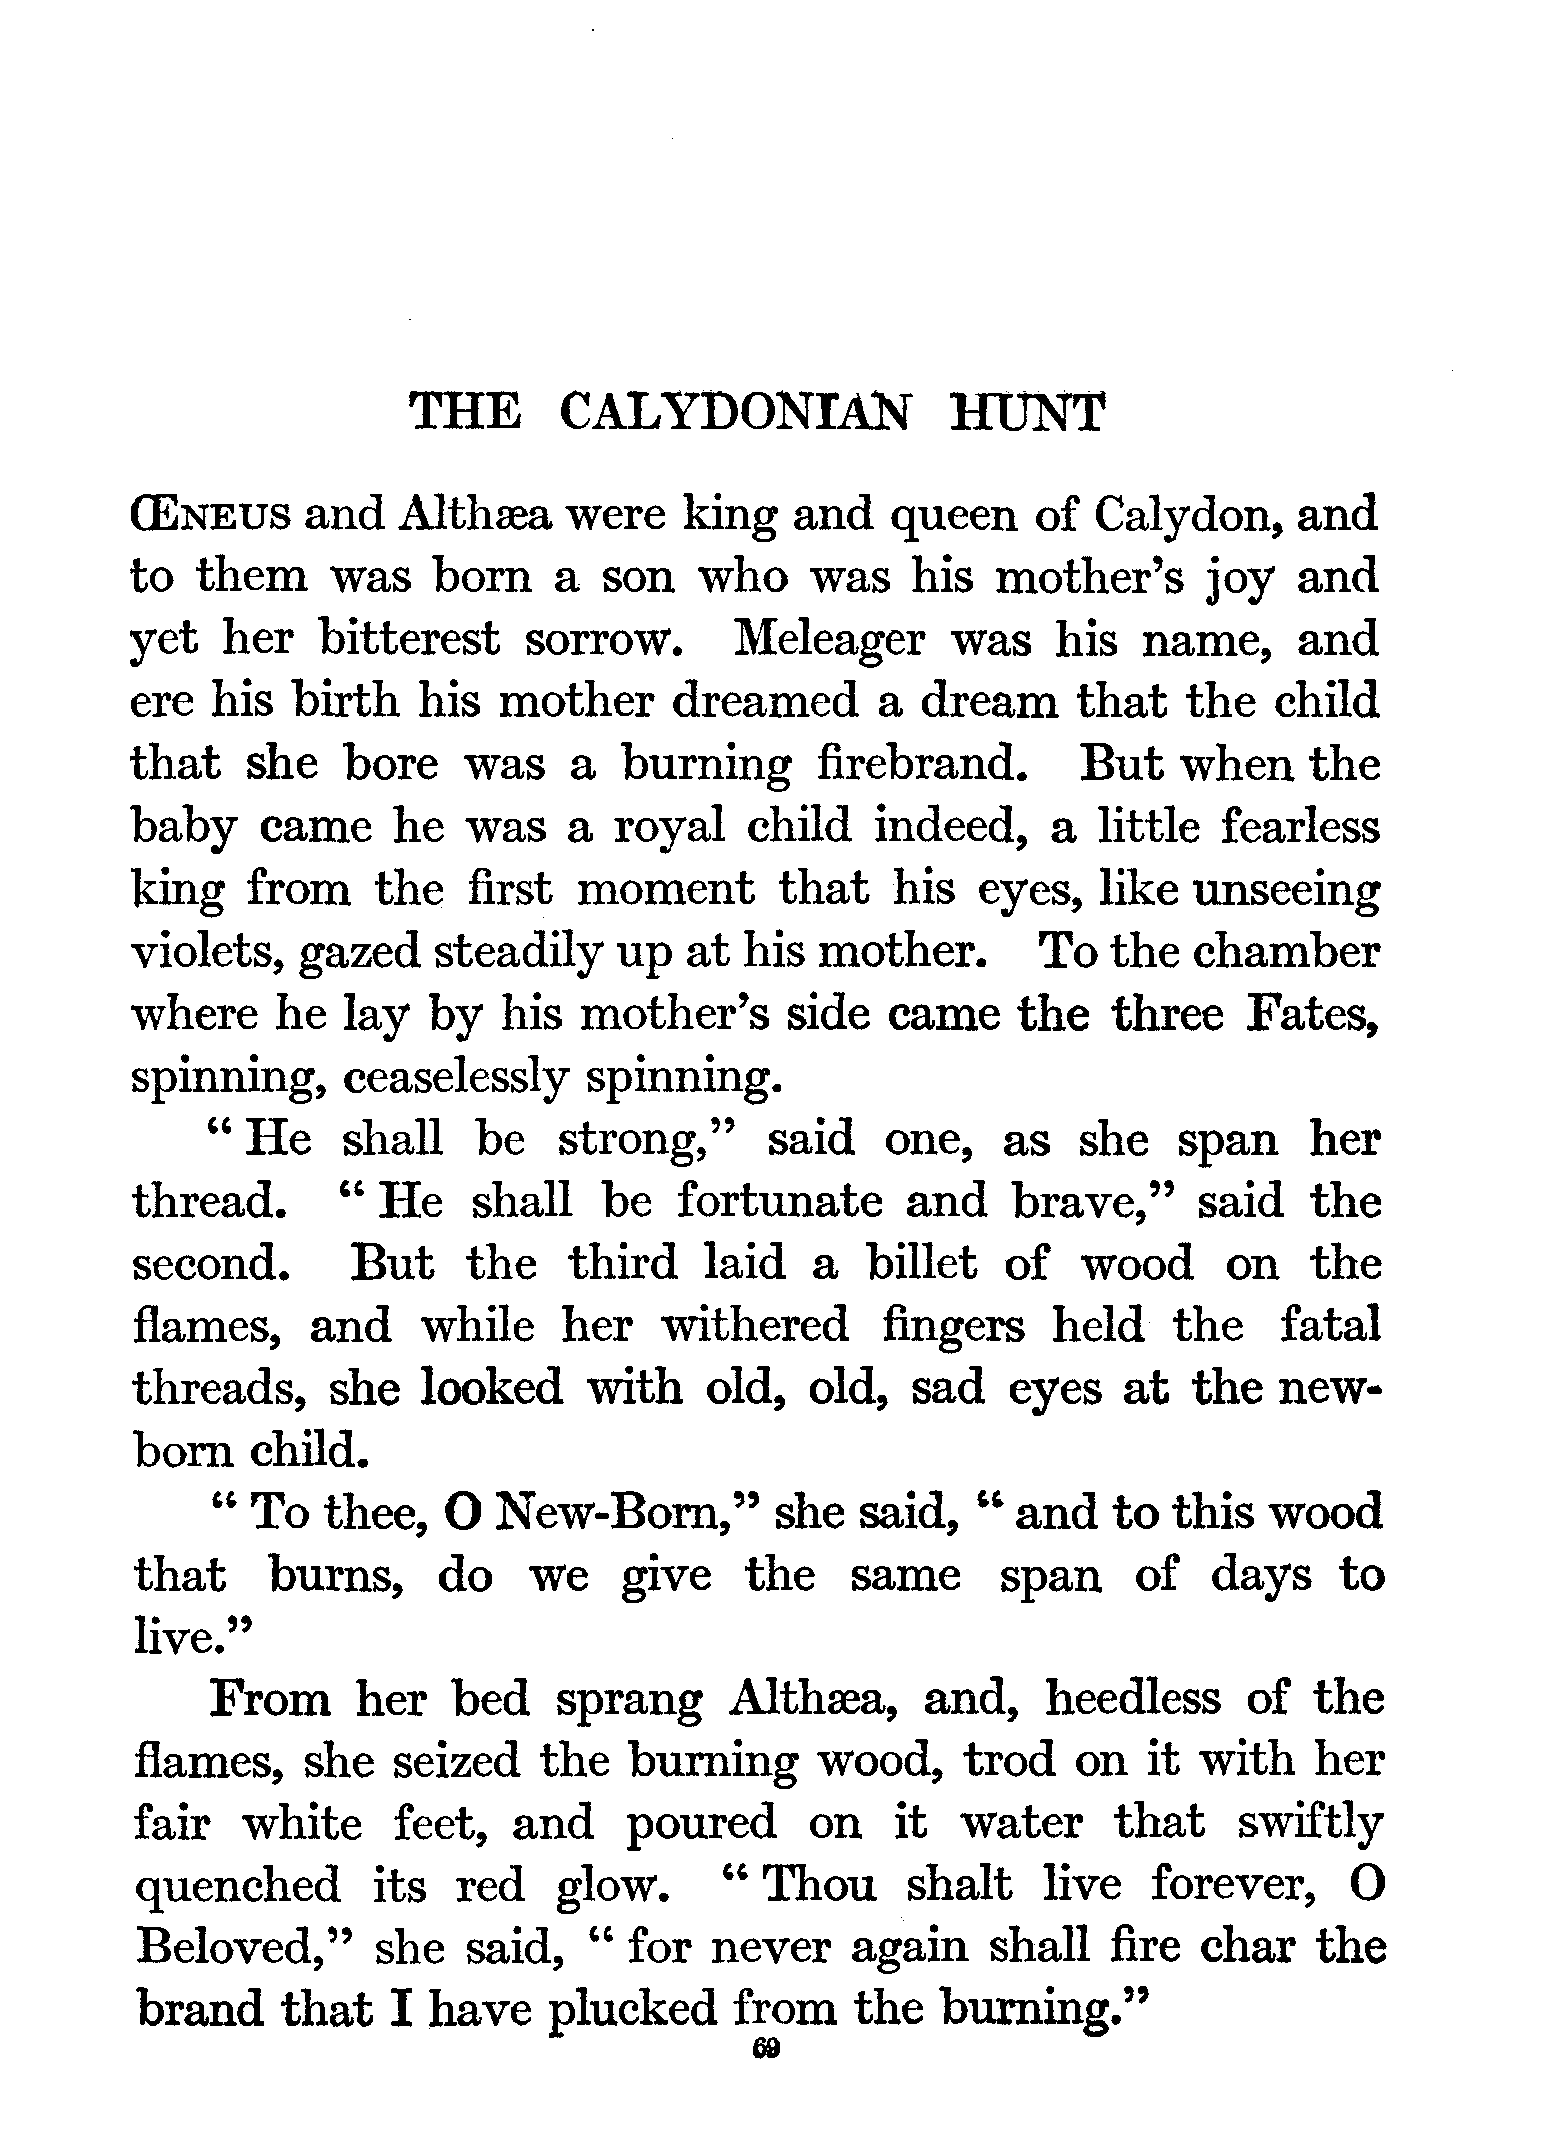 THE CALYDONIAN HUNT
ŒNEUS and Althæa were king and queen of Calydon, and
to them was born a son who was his mother's joy and
yet her bitterest sorrow. Meleager was his name, and
ere his birth his mother dreamed a dream that the child
that she bore was a burning firebrand. But when the
baby came he was a royal child indeed, a little fearless
king from the first moment that his eyes, like unseeing
violets, gazed steadily up at his mother. To the chamber
where he lay by his mother's side came the three Fates,
spinning, ceaselessly spinning.
“ He shall be strong,” said one, as she span her
thread. “ He shall be fortunate and brave,” said the
second. But the third laid a billet of wood on the
flames, and while her withered fingers held the fatal
threads, she looked with old, old, sad eyes at the new-
born child.
“ To thee, O New-Born,” she said, “ and to this wood
that burns, do we give the same span of days to
live.”
From her bed sprang Althæa, and, heedless of the
flames, she seized the burning wood, trod on it with her
fair white feet, and poured on it water that swiftly
quenched its red glow. “ Thou shalt live forever, O
Beloved,” she said, “ for never again shall fire char the
brand that I have plucked from the burning.”
69